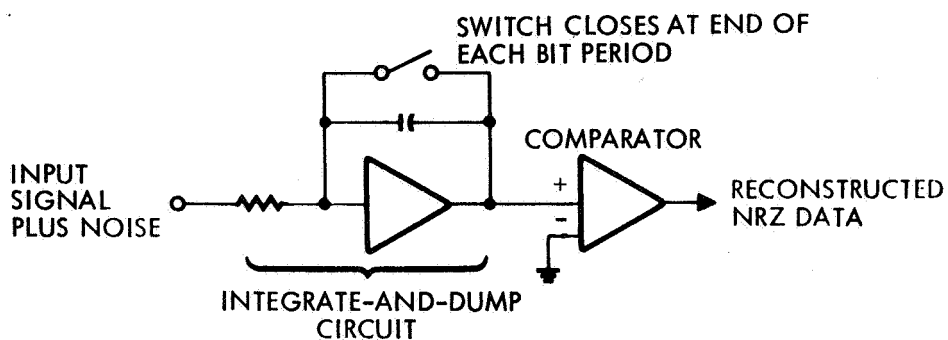 SWITCH CLOSES AT END OF
EACH BIT PERIOD
COMPARATOR
INPUT
SIGNAL
PLUS NOISE
+
-
RECONSTRUCTED
NRZ DATA
INTEGRATE-AND-DUMP
CIRCUIT